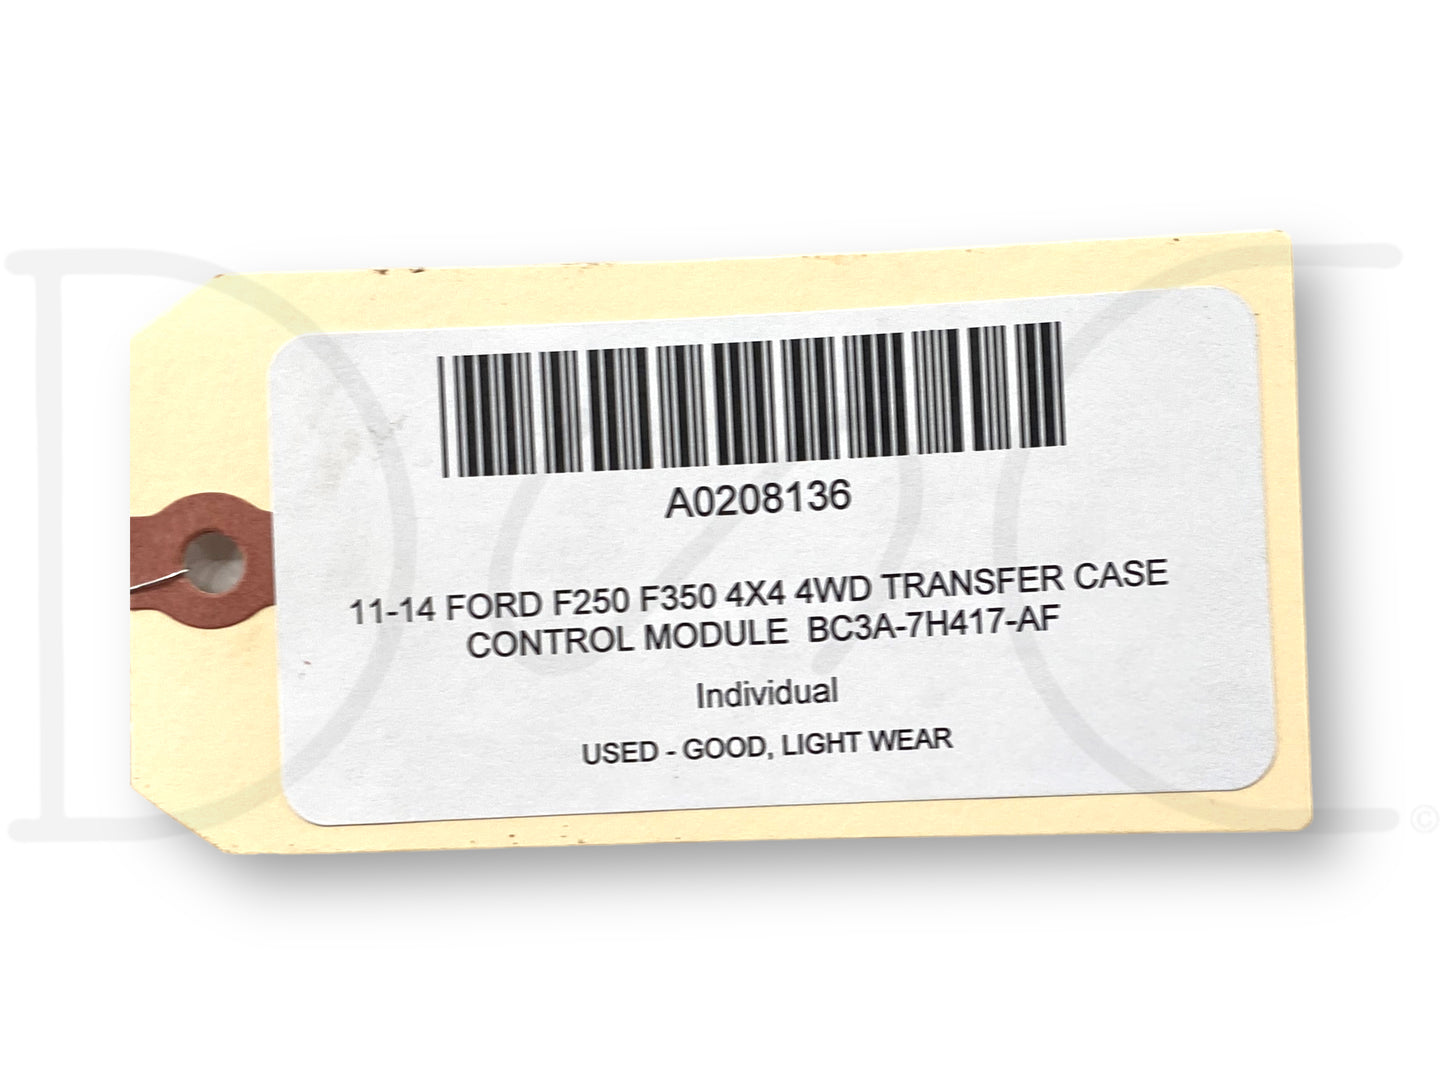 A0208136
11-14 FORD F250 F350 4X4 4WD TRANSFER CASE
CONTROL MODULE BC3A-7H417-AF
Individual
USED - GOOD, LIGHT WEAR
©